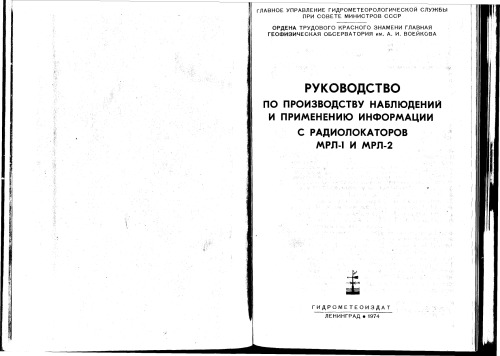 ГЛАВНОЕ УПРАВЛЕНИЕ ГИДРОМЕТЕОРОЛОГИЧЕСКОЙ СЛУЖБЫ
ПРИ СОВЕТЕ МИНИСТРОВ СССР
ОРДЕНА ТРУДОВОГО КРАСНОГО ЗНАМЕНИ ГЛАВНАЯ
ГЕОФИЗИЧЕСКАЯ ОБСЕРВАТОРИЯ им. А. И. ВОЕЙКОВА
РУКОВОДСТВО
ПО ПРОИЗВОДСТВУ НАБЛЮДЕНИЙ
И ПРИМЕНЕНИЮ ИНФОРМАЦИИ
С РАДИОЛОКАТОРОВ
МРЛ-1 И МРЛ-2
ГИДРОМЕТЕОИЗДАТ
ЛЕНИНГРАД • 1974